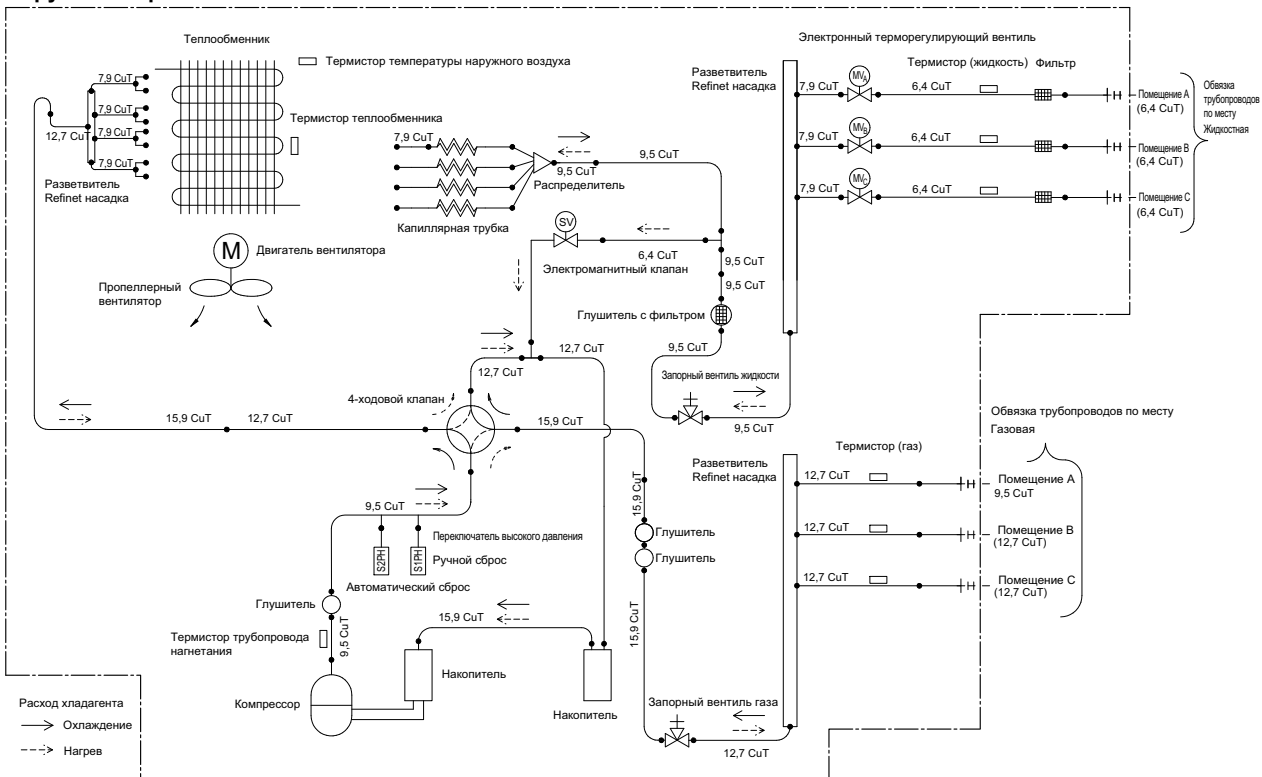 Теплообменник
Термистор температуры наружного воздуха
7,9 CuT
7,9 CuT
7,9 CuT
7,9 CuT
12,7 CuT
Разветвитель
Refinet насадка
Термистор теплообменника
7,9 CuT
Капиллярная трубка
9,5 CuT
Распределитель
9,5 CuT
M
Двигатель вентилятора
Пропеллерный
вентилятор
SV
6,4 CuT
Электромагнитный клапан
9,5 CuT
9,5 CuT
Глушитель с фильтром
9,5 CuT
Запорный вентиль жидкости
9,5 CuT
Электронный терморегулирующий вентиль
Разветвитель
Refinet насадка
Термистор (жидкость)
Фильтр
7,9 CuT
MVA
6,4 CuT
Помещение A
(6,4 CuT)
7,9 CuT
MVB
6,4 CuT
Помещение B
(6,4 CuT)
7,9 CuT
MVC
6,4 CuT
Помещение C
(6,4 CuT)
Обвязка
трубопроводов
по месту
Жидкостная
12,7 CuT
12,7 CuT
4-ходовой клапан
15,9 CuT
12,7 CuT
15,9 CuT
9,5 CuT
S2PH
S1PH
Переключатель высокого давления
Ручной сброс
Автоматический сброс
Глушитель
Термистор трубопровода
нагнетания
9,5 CuT
Компрессор
15,9 CuT
Накопитель
Накопитель
15,9 CuT
Глушитель
Глушитель
15,9 CuT
Запорный вентиль газа
12,7 CuT
Разветвитель
Refinet насадка
Термистор (газ)
Обвязка трубопроводов по месту
Газовая
12,7 CuT
Помещение A
9,5 CuT
12,7 CuT
Помещение B
(12,7 CuT)
12,7 CuT
Помещение C
(12,7 CuT)
Расход хладагента
Охлаждение
Нагрев